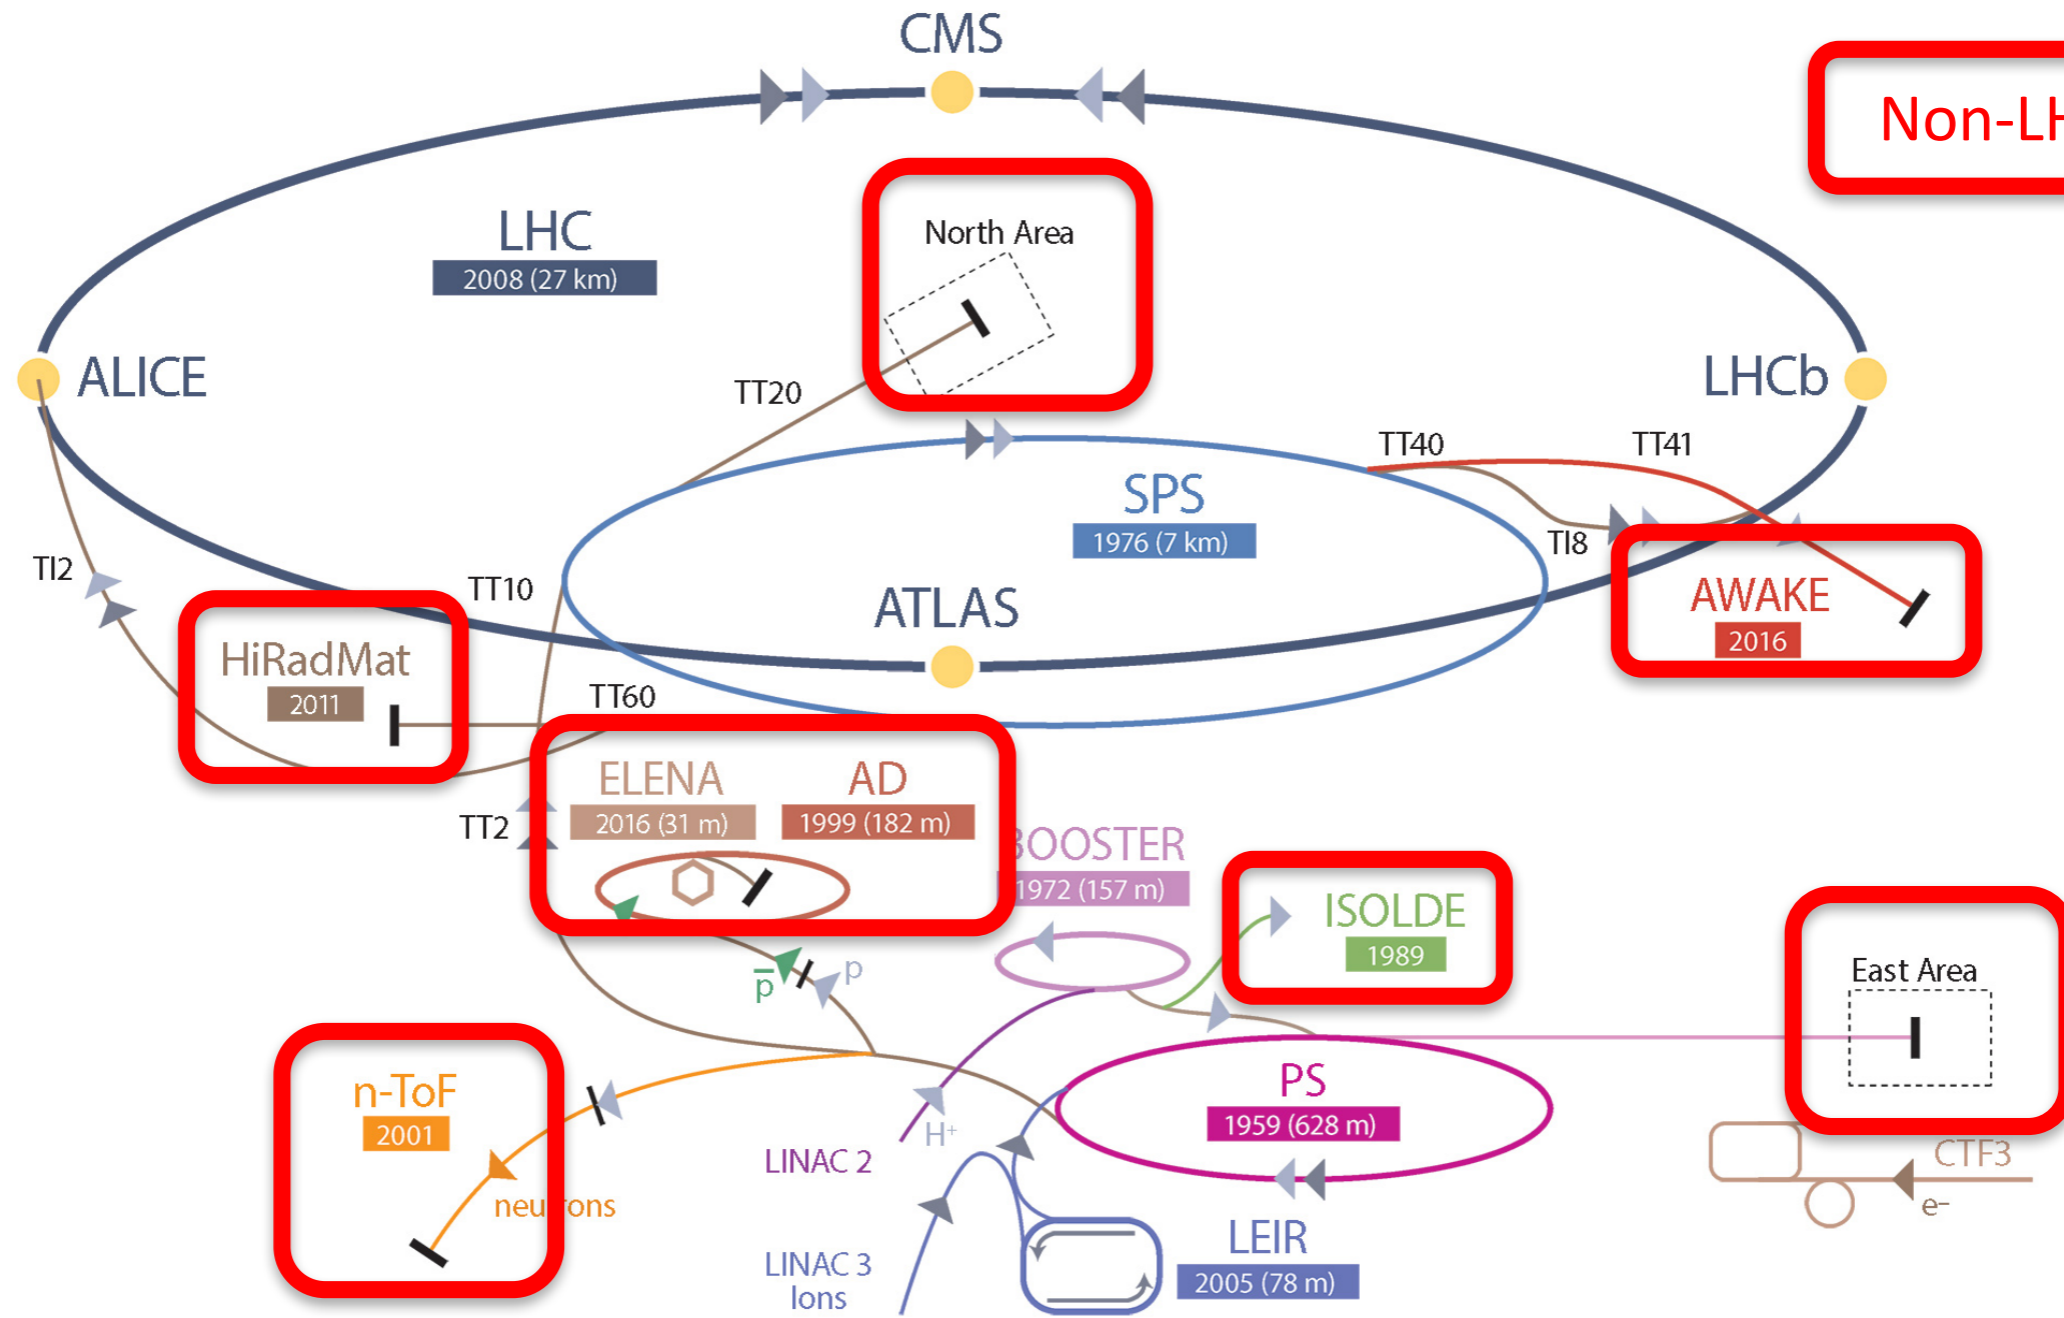 CMS
Non-LH
North Area
LHC
2008 (27 km)
ALICE
LHCb
TT20
TT40
TT41
SPS
1976 (7 km)
TI8
TI2
TT10
ATLAS
AWAKE
2016
HiRadMat
2011
TT60
ELENA
2016 (31 m)
AD
1999 (182 m)
TT2
BOOSTER
1972 (157 m)
ISOLDE
1989
p̅
p
East Area
n-ToF
2001
PS
1959 (628 m)
H+
LINAC 2
neutrons
CTF3
e–
LEIR
2005 (78 m)
LINAC 3
Ions